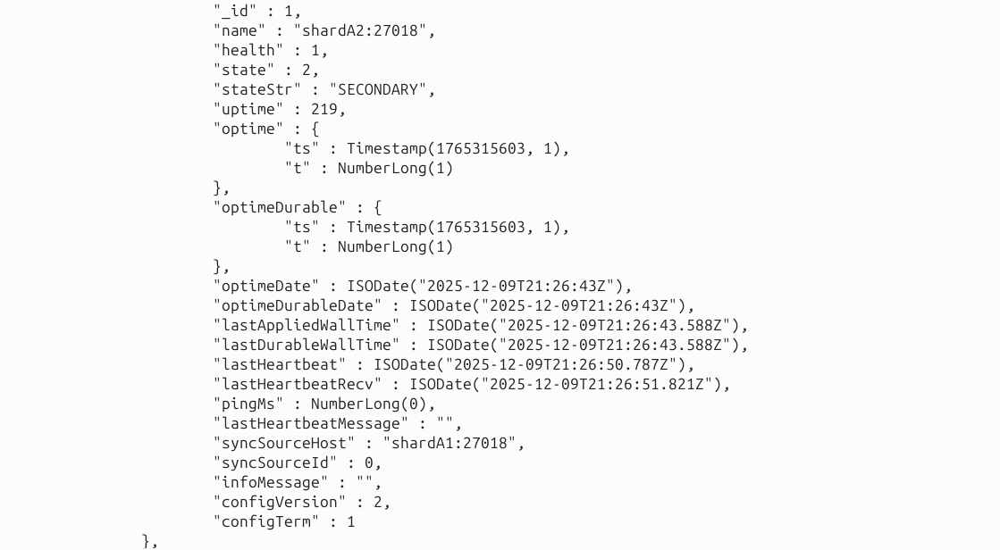 "_id" : 1,
"name" : "shardA2:27018",
"health" : 1,
"state" : 2,
"stateStr" : "SECONDARY",
"uptime" : 219,
"optime" : {
"ts" : Timestamp(1765315603, 1),
"t" : NumberLong(1)
},
"optimeDurable" : {
"ts" : Timestamp(1765315603, 1),
"t" : NumberLong(1)
},
"optimeDate" : ISODate("2025-12-09T21:26:43Z"),
"optimeDurableDate" : ISODate("2025-12-09T21:26:43Z"),
"lastAppliedWallTime" : ISODate("2025-12-09T21:26:43.588Z"),
"lastDurableWallTime" : ISODate("2025-12-09T21:26:43.588Z"),
"lastHeartbeat" : ISODate("2025-12-09T21:26:50.787Z"),
"lastHeartbeatRecv" : ISODate("2025-12-09T21:26:51.821Z"),
"pingMs" : NumberLong(0),
"lastHeartbeatMessage" : "",
"syncSourceHost" : "shardA1:27018",
"syncSourceId" : 0,
"infoMessage" : "",
"configVersion" : 2,
"configTerm" : 1
},